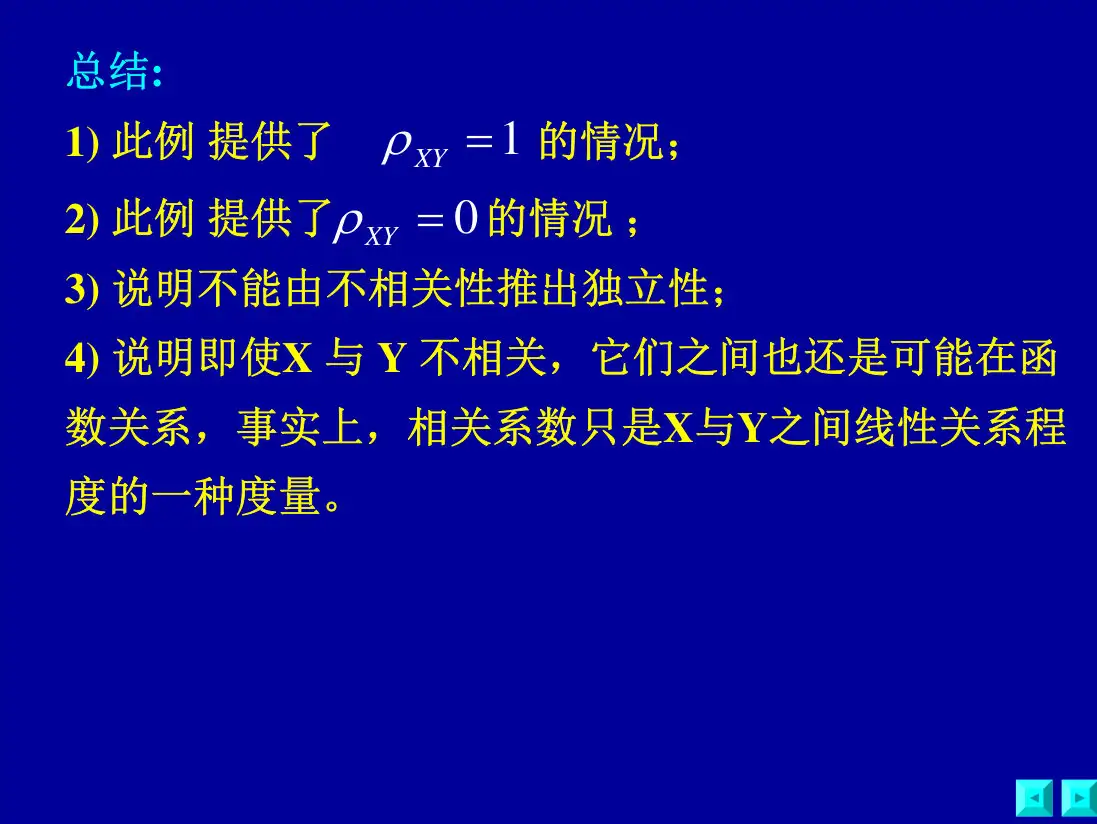 总结:
1) 此例 提供了 ρXY = 1 的情况；
2) 此例 提供了ρXY = 0 的情况 ；
3) 说明不能由不相关性推出独立性；
4) 说明即使X 与 Y 不相关，它们之间也还是可能在函
数关系，事实上，相关系数只是X与Y之间线性关系程
度的一种度量。